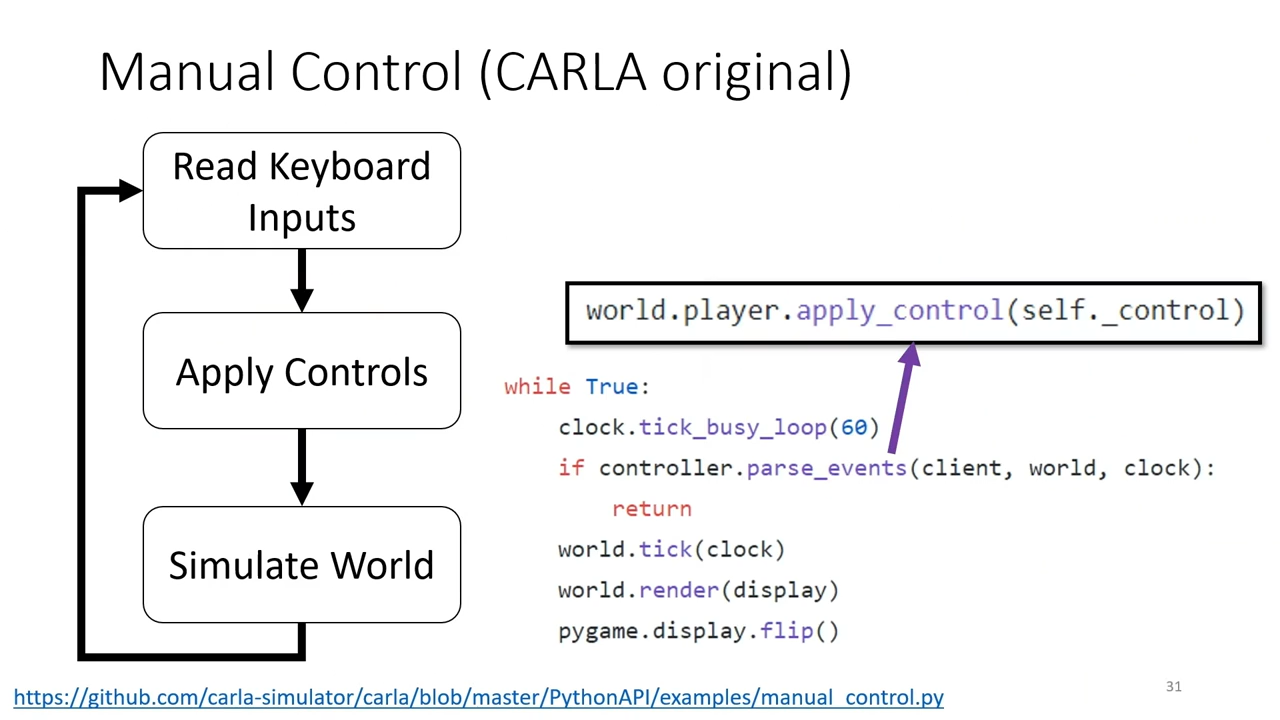 Manual Control (CARLA original)
Read Keyboard
Inputs
Apply Controls
Simulate World
world.player.apply_control(self._control)
while True:
clock.tick_busy_loop(60)
if controller.parse_events(client, world, clock):
return
world.tick(clock)
world.render(display)
pygame.display.flip()
https://github.com/carla-simulator/carla/blob/master/PythonAPI/examples/manual_control.py
31